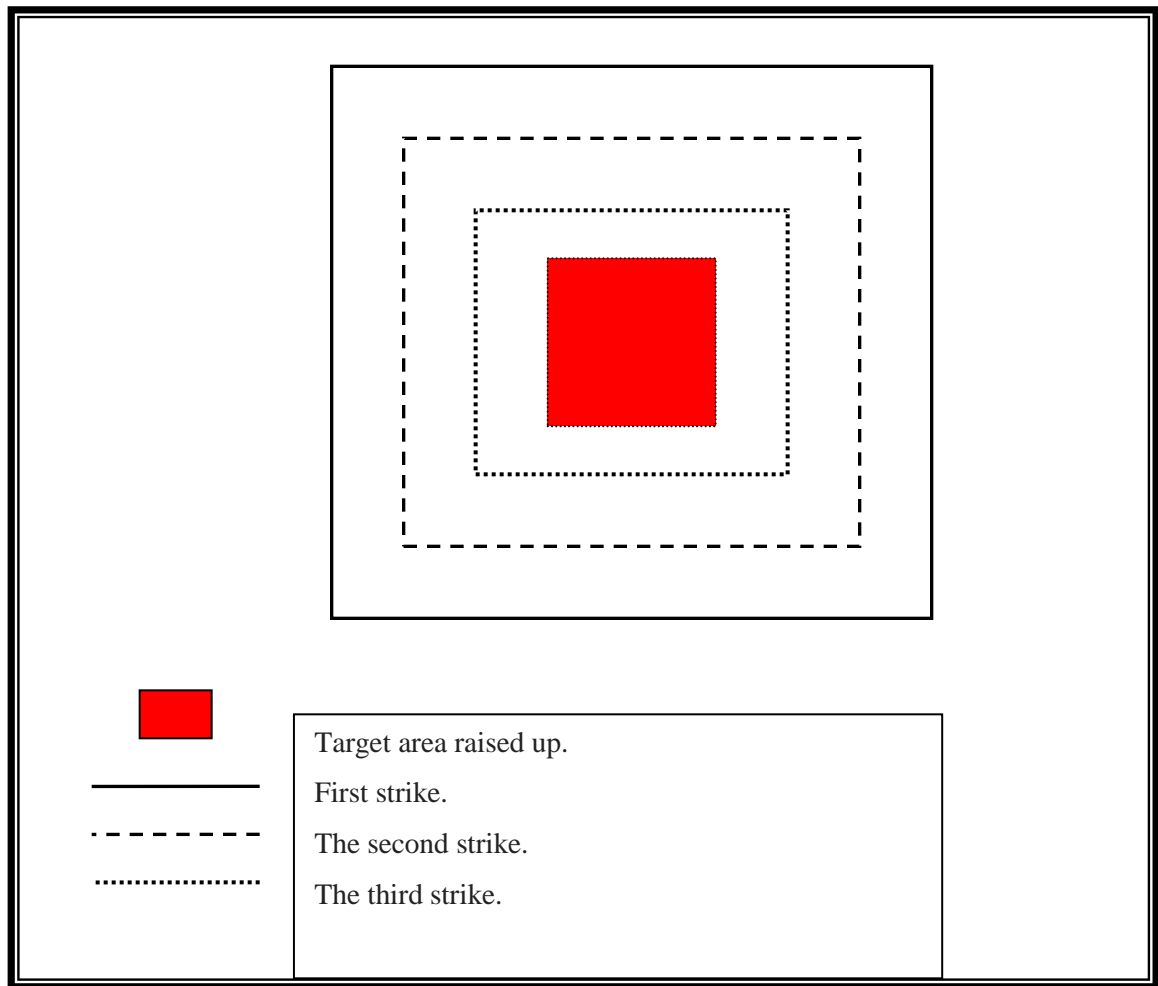 Target area raised up.
First strike.
The second strike.
The third strike.